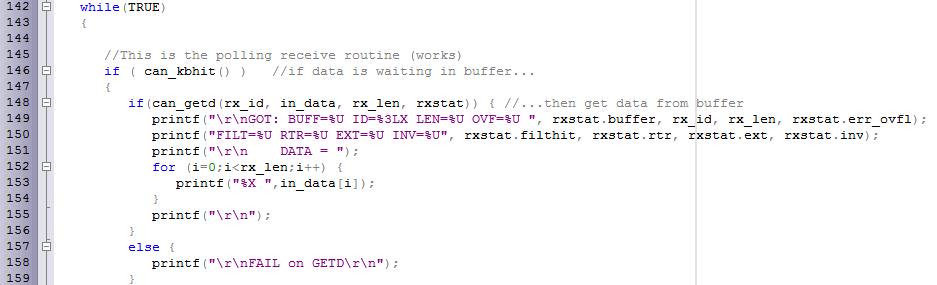 142 while(TRUE)
143 {
144
145 //This is the polling receive routine (works)
146 if ( can_kbhit() ) //if data is waiting in buffer...
147 {
148 if(can_getd(rx_id, in_data, rx_len, rxstat)) { //...then get data from buffer
149 printf("\r\nGOT: BUFF=%U ID=%3LX LEN=%U OVF=%U ", rxstat.buffer, rx_id, rx_len, rxstat.err_ovfl);
150 printf("FILT=%U RTR=%U EXT=%U INV=%U", rxstat.filthit, rxstat.rtr, rxstat.ext, rxstat.inv);
151 printf("\r\n    DATA = ");
152 for (i=0;i<rx_len;i++) {
153 printf("%X ",in_data[i]);
154 }
155 printf("\r\n");
156 }
157 else {
158 printf("\r\nFAIL on GETD\r\n");
159 }